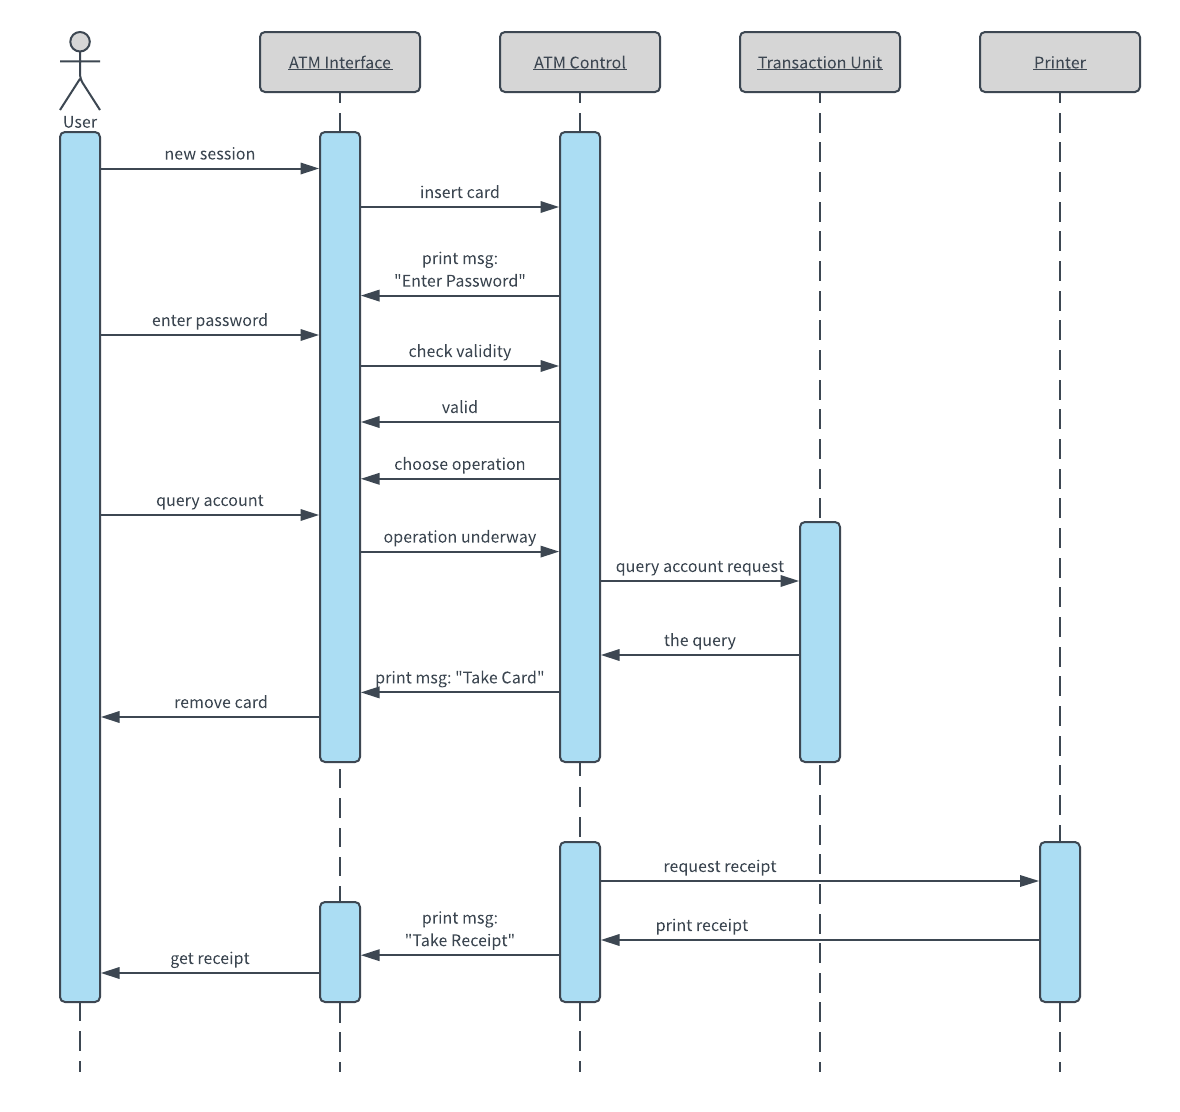 ATM Interface
ATM Control
Transaction Unit
Printer
User
new session
insert card
print msg:
"Enter Password"
enter password
check validity
valid
choose operation
query account
operation underway
query account request
the query
print msg: "Take Card"
remove card
request receipt
print msg:
"Take Receipt"
print receipt
get receipt